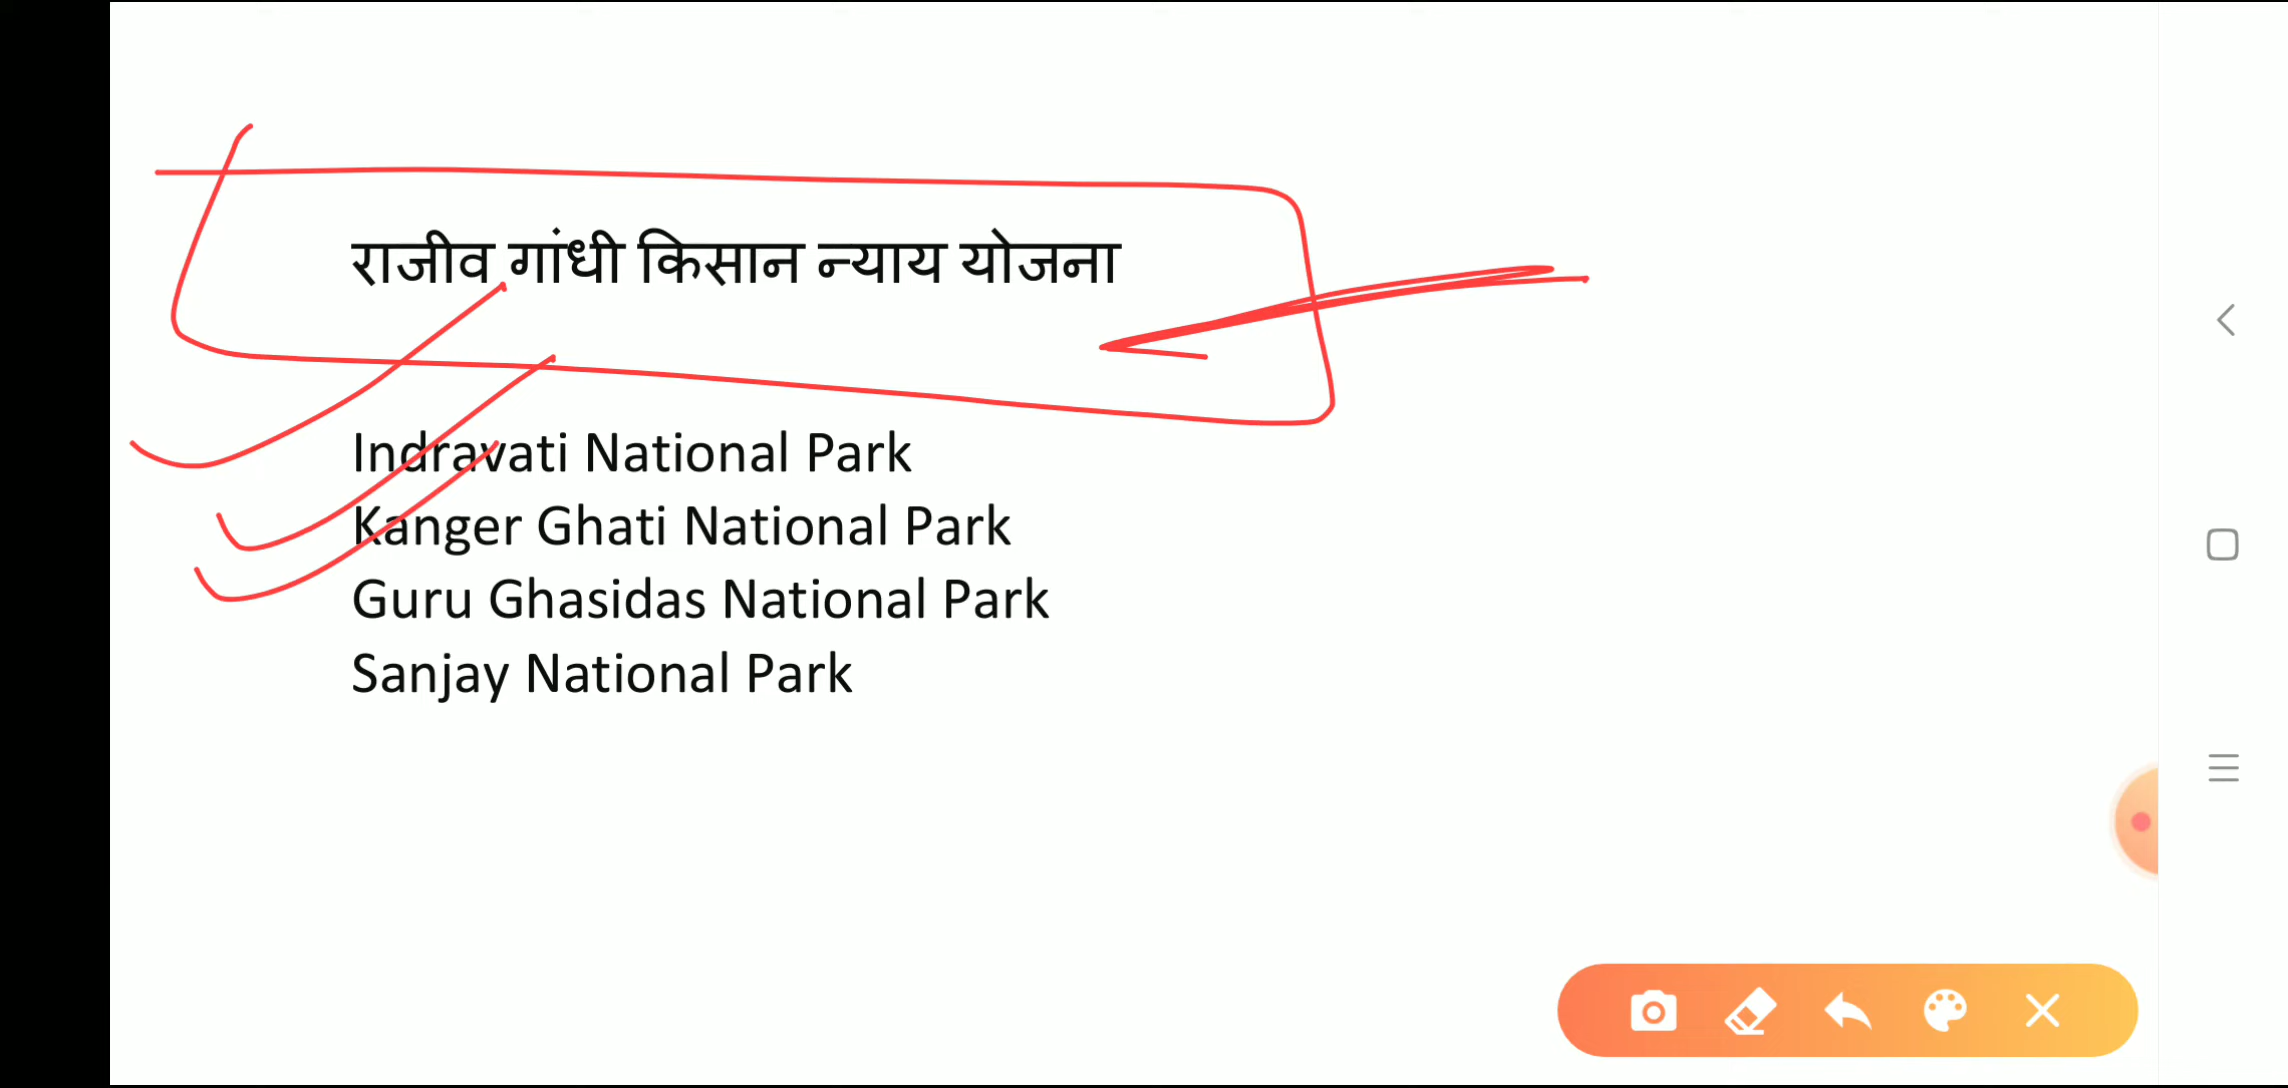 राजीव गांधी किसान न्याय योजना
Indravati National Park
Kanger Ghati National Park
Guru Ghasidas National Park
Sanjay National Park